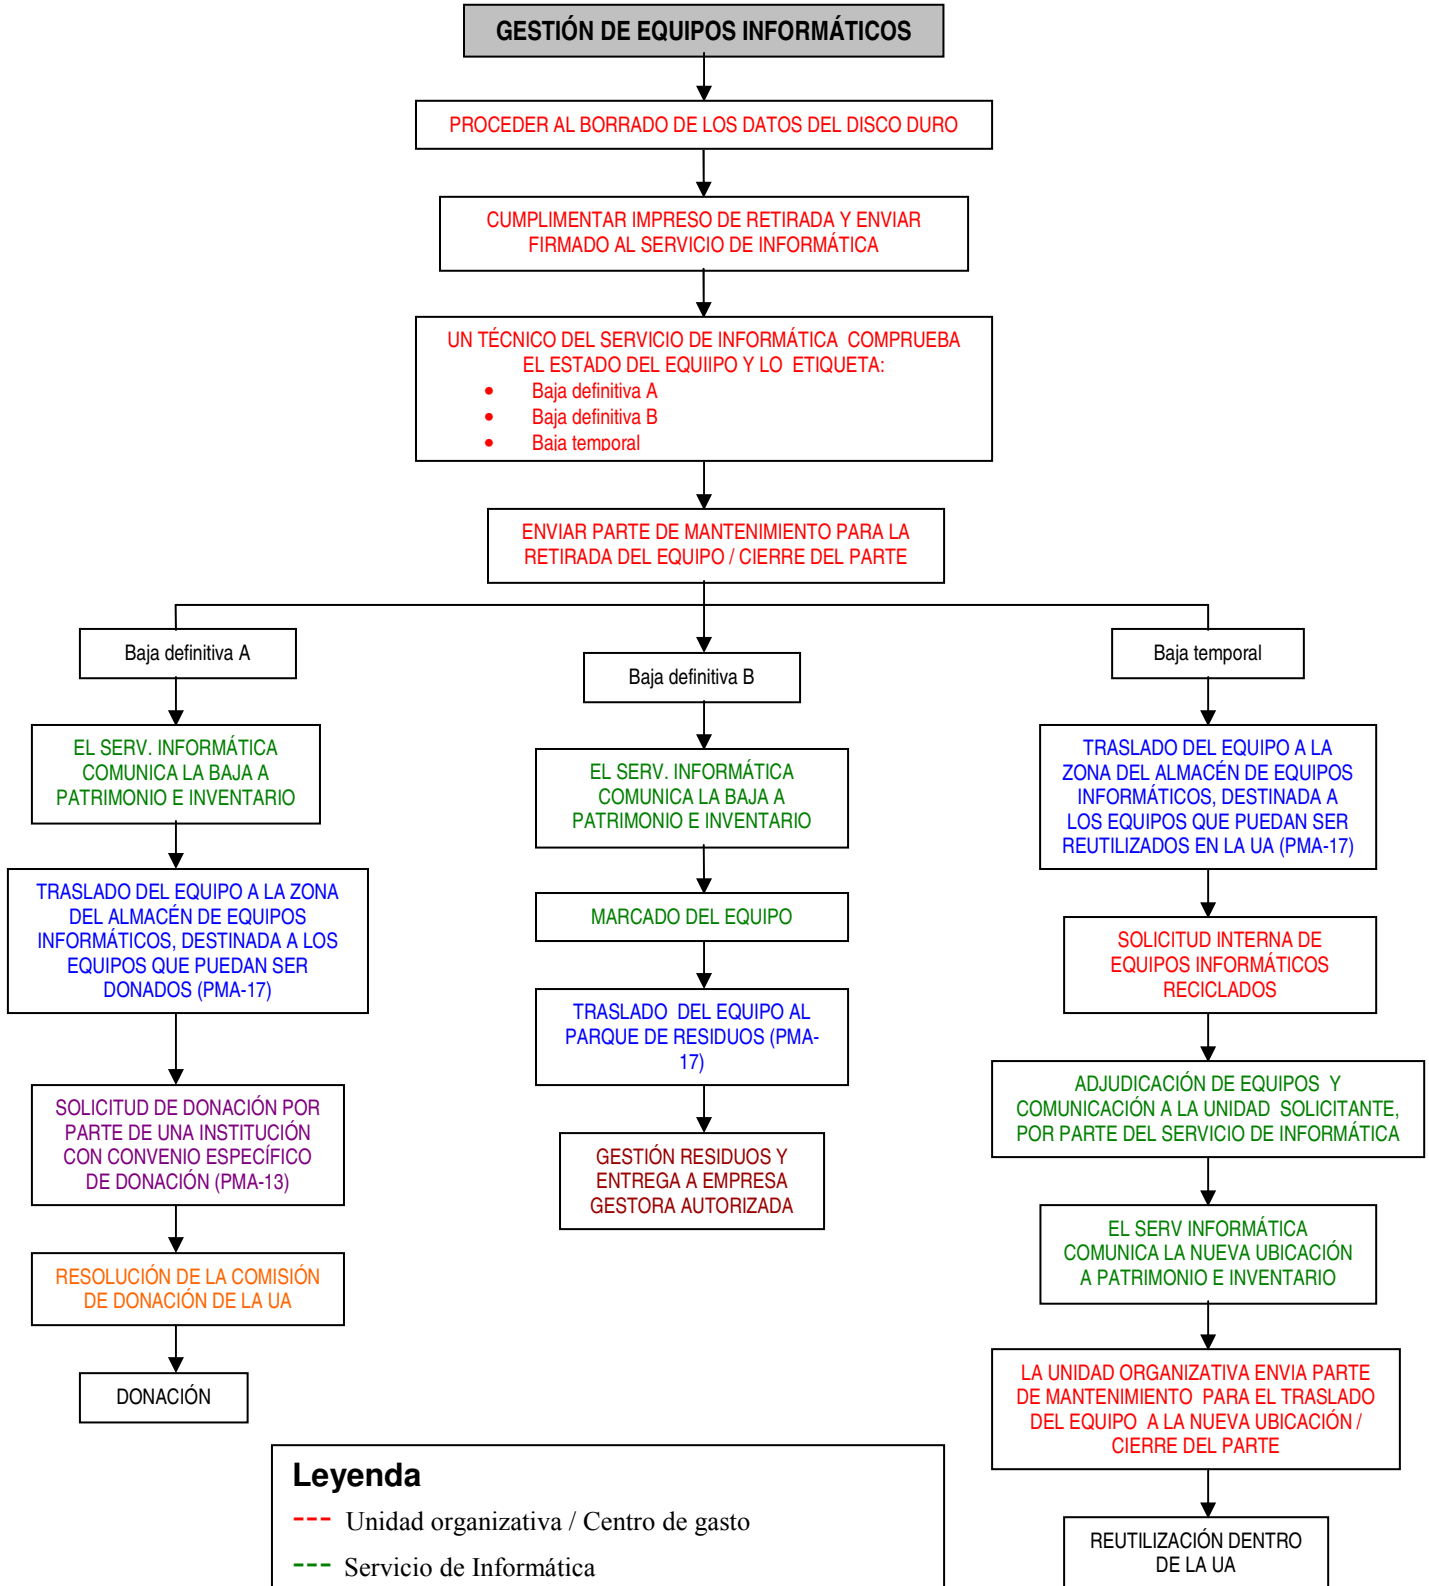 GESTIÓN DE EQUIPOS INFORMÁTICOS
PROCEDER AL BORRADO DE LOS DATOS DEL DISCO DURO
CUMPLIMENTAR IMPRESO DE RETIRADA Y ENVIAR
FIRMADO AL SERVICIO DE INFORMÁTICA
UN TÉCNICO DEL SERVICIO DE INFORMÁTICA COMPRUEBA
EL ESTADO DEL EQUIIPO Y LO ETIQUETA:
• Baja definitiva A
• Baja definitiva B
• Baja temporal
ENVIAR PARTE DE MANTENIMIENTO PARA LA
RETIRADA DEL EQUIPO / CIERRE DEL PARTE
Baja definitiva A
EL SERV. INFORMÁTICA
COMUNICA LA BAJA A
PATRIMONIO E INVENTARIO
TRASLADO DEL EQUIPO A LA ZONA
DEL ALMACÉN DE EQUIPOS
INFORMÁTICOS, DESTINADA A LOS
EQUIPOS QUE PUEDAN SER
DONADOS (PMA-17)
SOLICITUD DE DONACIÓN POR
PARTE DE UNA INSTITUCIÓN
CON CONVENIO ESPECÍFICO
DE DONACIÓN (PMA-13)
RESOLUCIÓN DE LA COMISIÓN
DE DONACIÓN DE LA UA
DONACIÓN
Baja definitiva B
EL SERV. INFORMÁTICA
COMUNICA LA BAJA A
PATRIMONIO E INVENTARIO
MARCADO DEL EQUIPO
TRASLADO DEL EQUIPO AL
PARQUE DE RESIDUOS (PMA-
17)
GESTIÓN RESIDUOS Y
ENTREGA A EMPRESA
GESTORA AUTORIZADA
Baja temporal
TRASLADO DEL EQUIPO A LA
ZONA DEL ALMACÉN DE EQUIPOS
INFORMÁTICOS, DESTINADA A
LOS EQUIPOS QUE PUEDAN SER
REUTILIZADOS EN LA UA (PMA-17)
SOLICITUD INTERNA DE
EQUIPOS INFORMÁTICOS
RECICLADOS
ADJUDICACIÓN DE EQUIPOS Y
COMUNICACIÓN A LA UNIDAD SOLICITANTE,
POR PARTE DEL SERVICIO DE INFORMÁTICA
EL SERV INFORMÁTICA
COMUNICA LA NUEVA UBICACIÓN
A PATRIMONIO E INVENTARIO
LA UNIDAD ORGANIZATIVA ENVIA PARTE
DE MANTENIMIENTO PARA EL TRASLADO
DEL EQUIPO A LA NUEVA UBICACIÓN /
CIERRE DEL PARTE
REUTILIZACIÓN DENTRO
DE LA UA
Leyenda
--- Unidad organizativa / Centro de gasto
--- Servicio de Informática